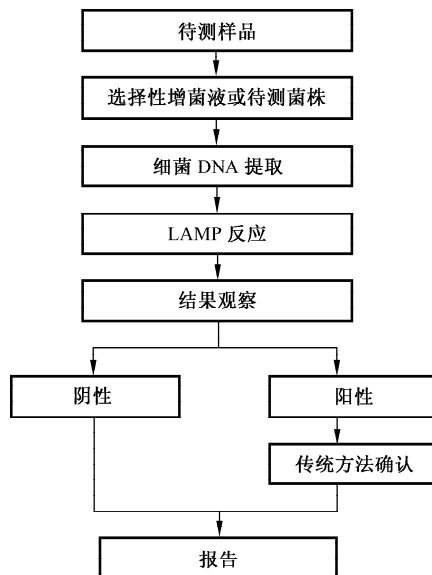 待测样品
选择性增菌液或待测菌株
细菌 DNA 提取
LAMP 反应
结果观察
阴性
阳性
传统方法确认
报告